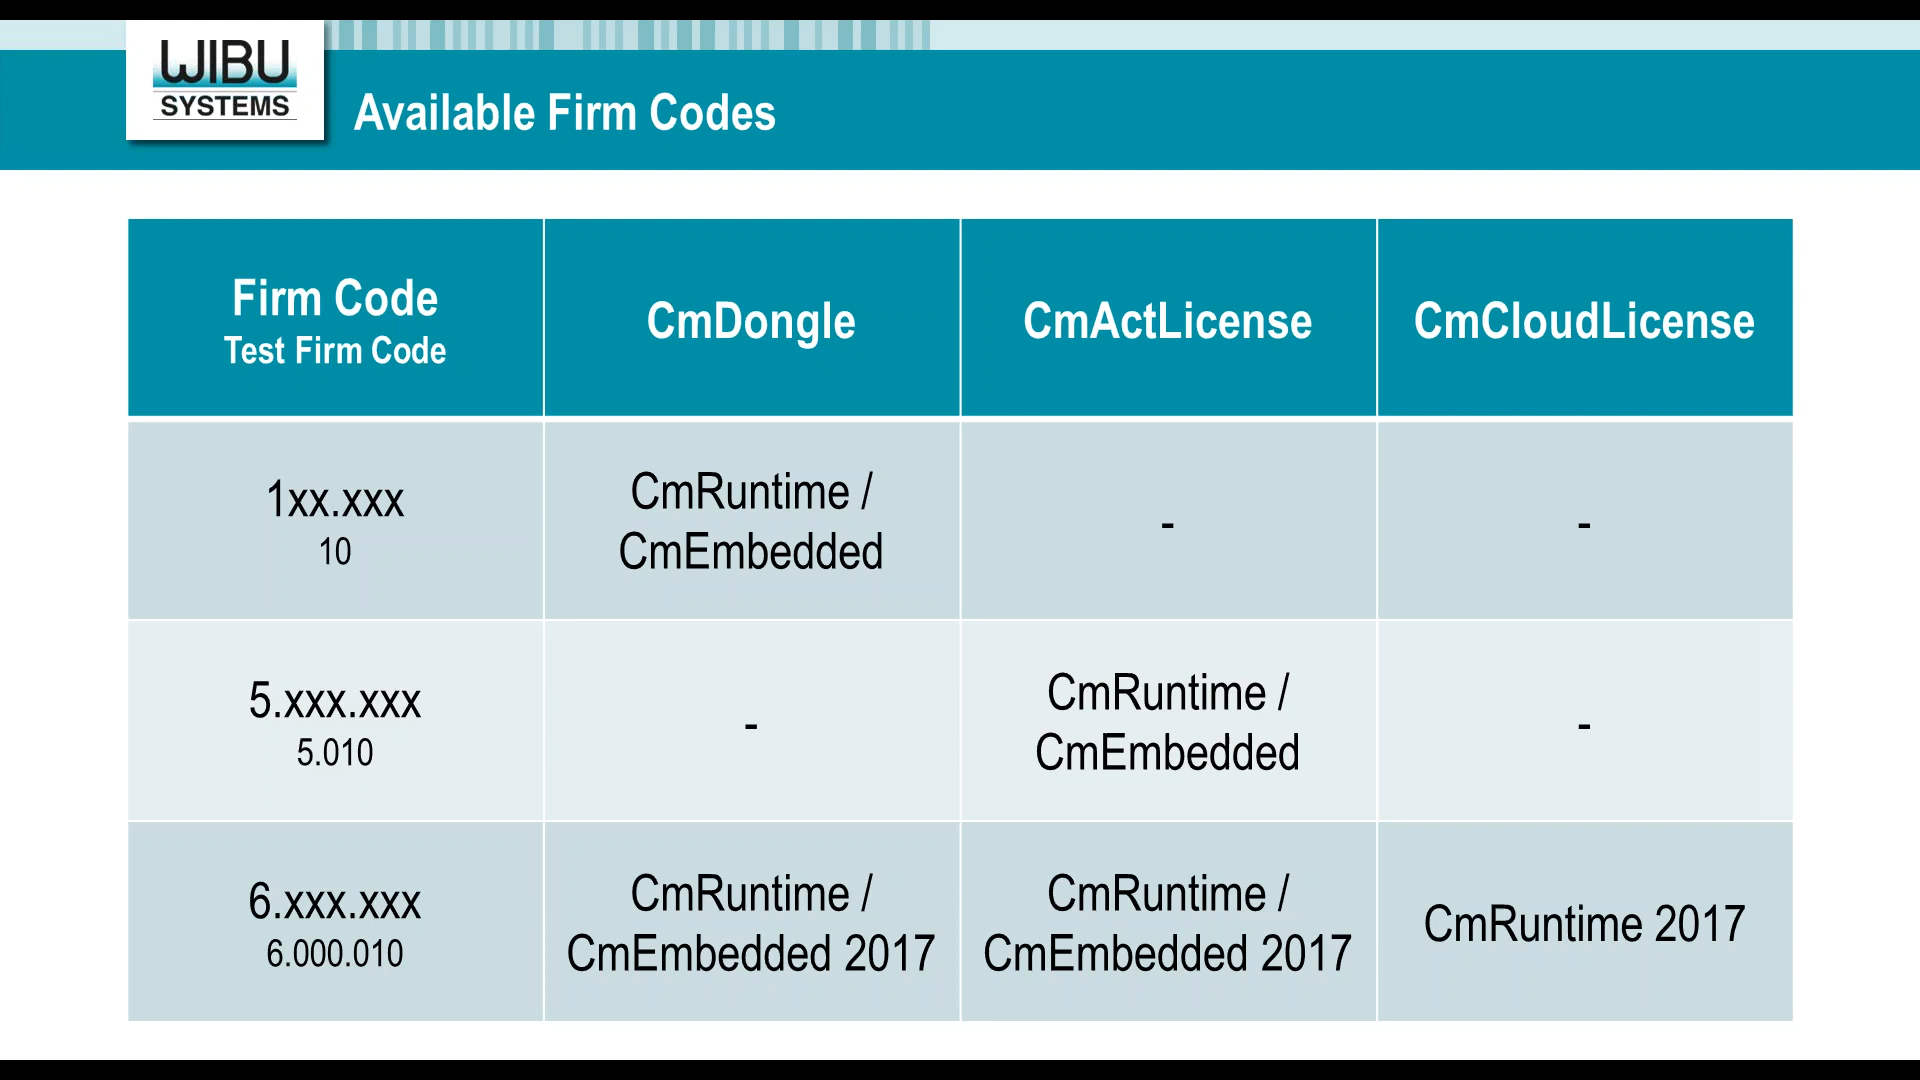 WIBU
SYSTEMS
Available Firm Codes
Firm Code
Test Firm Code
CmDongle
CmActLicense
CmCloudLicense
1xx.xxx
10
CmRuntime /
CmEmbedded
-
-
5.xxx.xxx
5.010
-
CmRuntime /
CmEmbedded
-
6.xxx.xxx
6.000.010
CmRuntime /
CmEmbedded 2017
CmRuntime /
CmEmbedded 2017
CmRuntime 2017